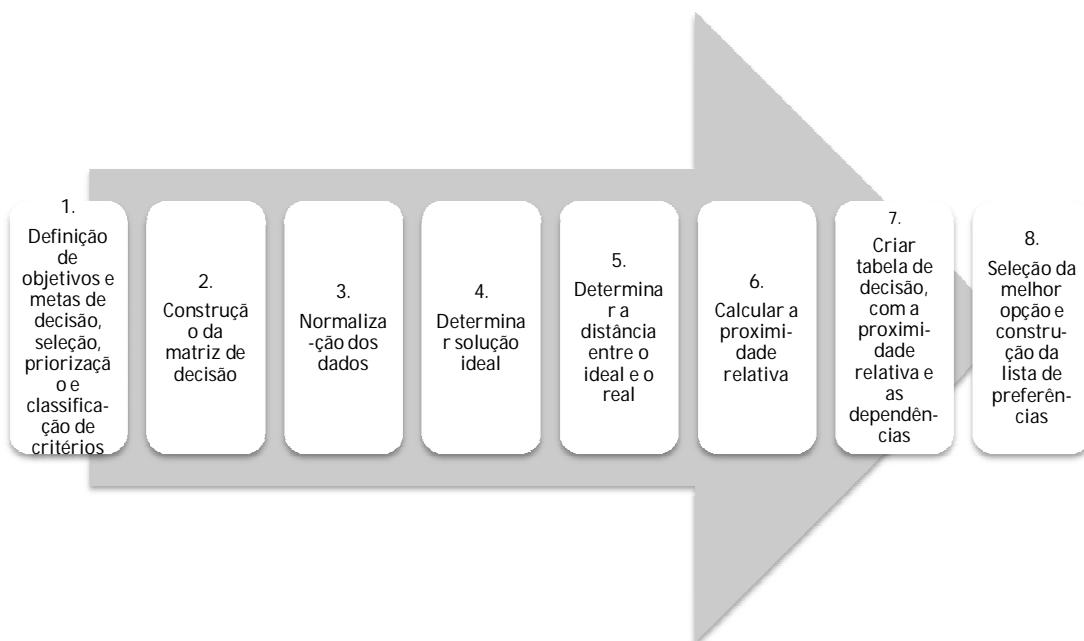 1.
Definição
de
objetivos e
metas de
decisão,
seleção,
priorizaçã
o e
classifica-
ção de
critérios
2.
Construçã
o da
matriz de
decisão
3.
Normaliza
-ção dos
dados
4.
Determina
r solução
ideal
5.
Determina
r a
distância
entre o
ideal e o
real
6.
Calcular a
proximi-
dade
relativa
7.
Criar
tabela de
decisão,
com a
proximi-
dade
relativa e
as
dependên-
cias
8.
Seleção da
melhor
opção e
constru-
ção da
lista de
preferên-
cias